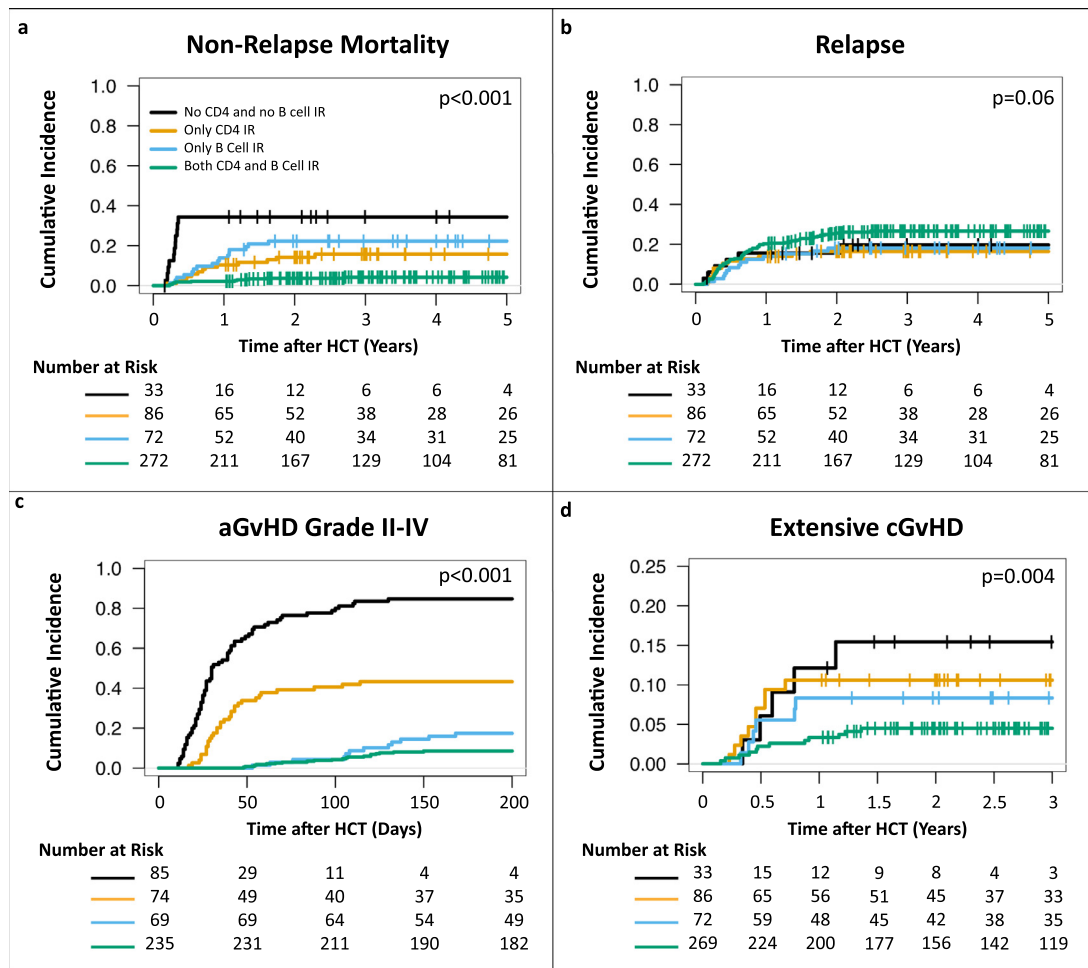 a
Non-Relapse Mortality
Cumulative Incidence
1.0
0.8
0.6
0.4
0.2
0.0
p<0.001
No CD4 and no B cell IR
Only CD4 IR
Only B Cell IR
Both CD4 and B Cell IR
0 1 2 3 4 5
Time after HCT (Years)
Number at Risk
33 16 12 6 6 4
86 65 52 38 28 26
72 52 40 34 31 25
272 211 167 129 104 81
b
Relapse
Cumulative Incidence
1.0
0.8
0.6
0.4
0.2
0.0
p=0.06
0 1 2 3 4 5
Time after HCT (Years)
Number at Risk
33 16 12 6 6 4
86 65 52 38 28 26
72 52 40 34 31 25
272 211 167 129 104 81
c
aGvHD Grade II-IV
Cumulative Incidence
1.0
0.8
0.6
0.4
0.2
0.0
p<0.001
0 50 100 150 200
Time after HCT (Days)
Number at Risk
85 29 11 4 4
74 49 40 37 35
69 69 64 54 49
235 231 211 190 182
d
Extensive cGvHD
Cumulative Incidence
0.25
0.20
0.15
0.10
0.05
0.00
p=0.004
0 0.5 1 1.5 2 2.5 3
Time after HCT (Years)
Number at Risk
33 15 12 9 8 4 3
86 65 56 51 45 37 33
72 59 48 45 42 38 35
269 224 200 177 156 142 119